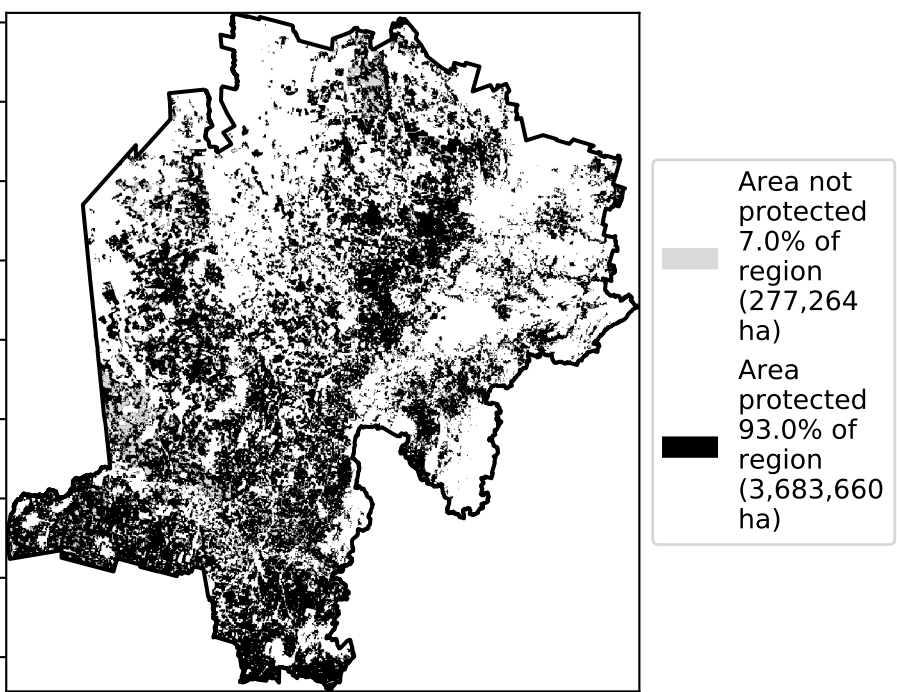 Area not
protected
7.0% of
region
(277,264
ha)
Area
protected
93.0% of
region
(3,683,660
ha)